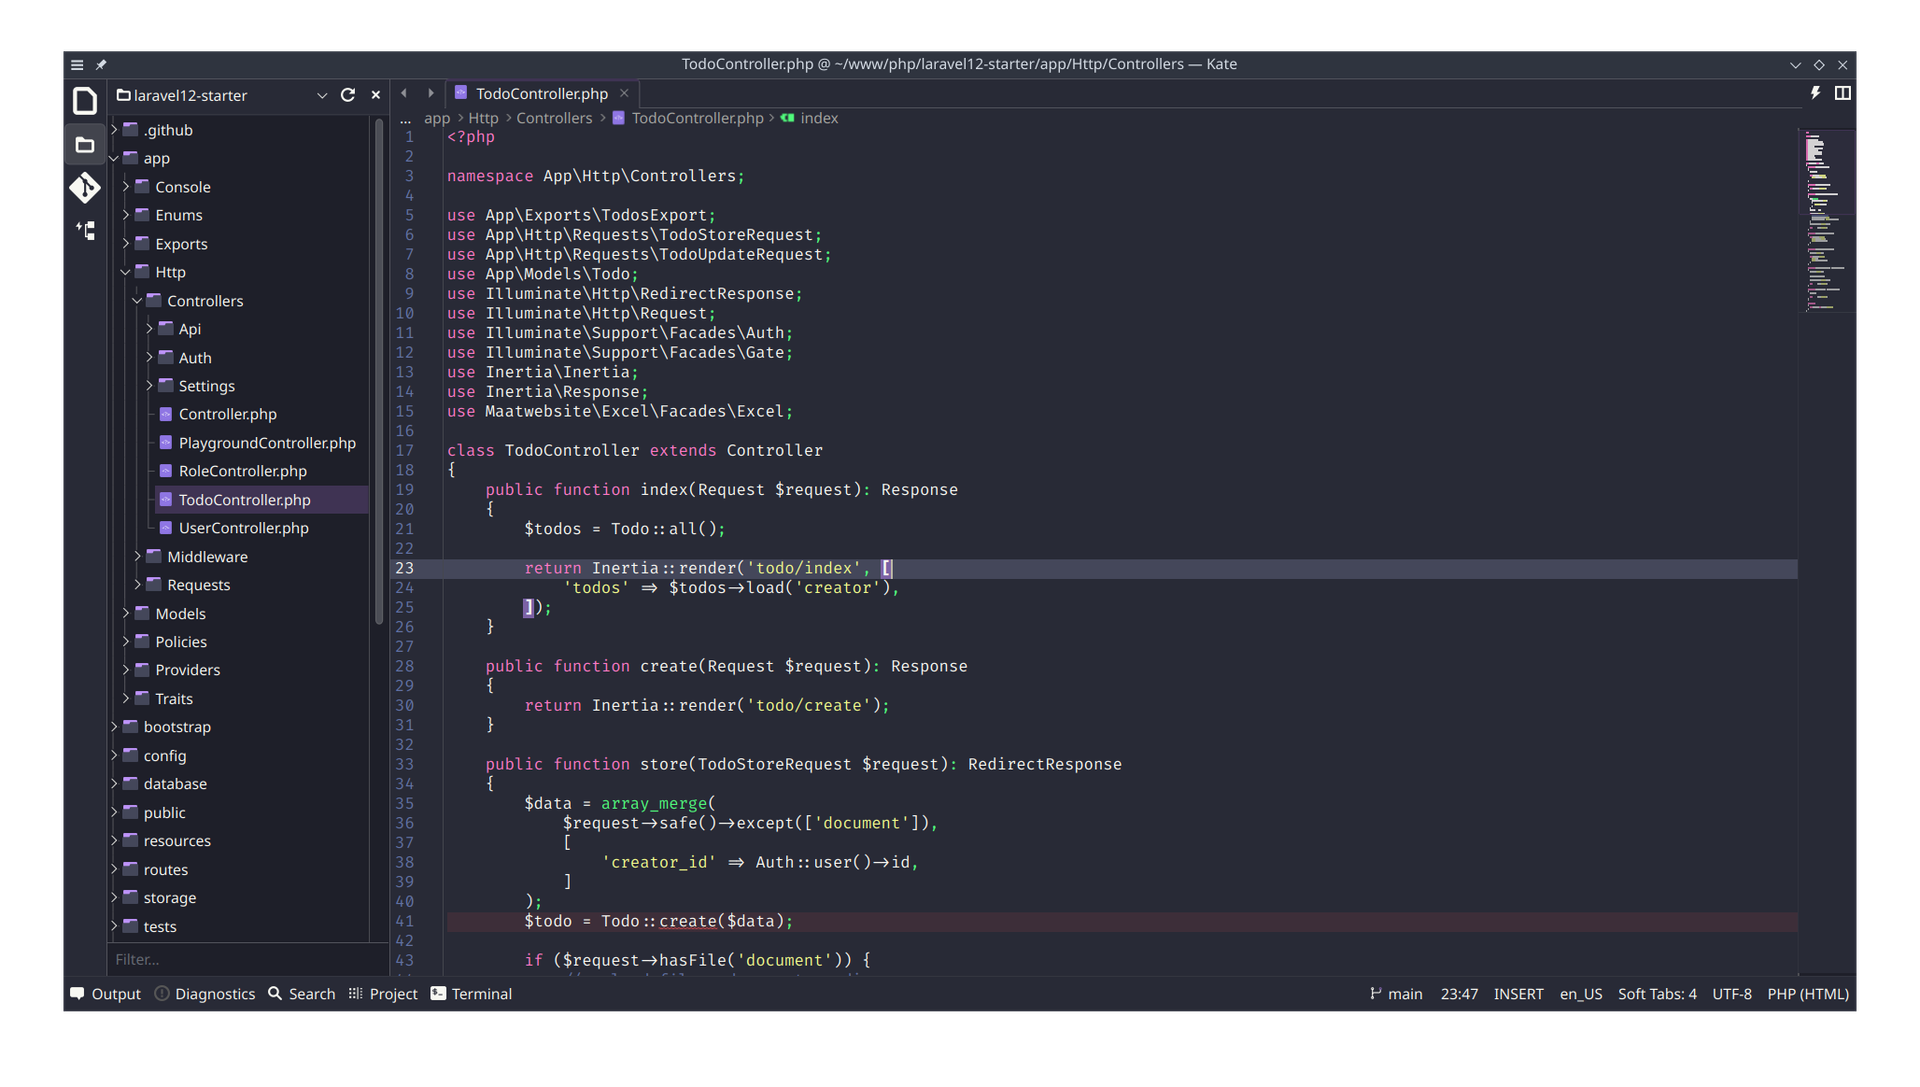 TodoController.php @ ~/www/php/laravel12-starter/app/Http/Controllers — Kate
laravel12-starter
.github
app
Console
Enums
Exports
Http
Controllers
Api
Auth
Settings
Controller.php
PlaygroundController.php
RoleController.php
TodoController.php
UserController.php
Middleware
Requests
Models
Policies
Providers
Traits
bootstrap
config
database
public
resources
routes
storage
tests
Filter...
TodoController.php
... app > Http > Controllers > TodoController.php > index
1 <?php
2
3 namespace App\Http\Controllers;
4
5 use App\Exports\TodosExport;
6 use App\Http\Requests\TodoStoreRequest;
7 use App\Http\Requests\TodoUpdateRequest;
8 use App\Models\Todo;
9 use Illuminate\Http\RedirectResponse;
10 use Illuminate\Http\Request;
11 use Illuminate\Support\Facades\Auth;
12 use Illuminate\Support\Facades\Gate;
13 use Inertia\Inertia;
14 use Inertia\Response;
15 use Maatwebsite\Excel\Facades\Excel;
16
17 class TodoController extends Controller
18 {
19 public function index(Request $request): Response
20 {
21 $todos = Todo::all();
22
23 return Inertia::render('todo/index', [
24 'todos' => $todos->load('creator'),
25 ]);
26 }
27
28 public function create(Request $request): Response
29 {
30 return Inertia::render('todo/create');
31 }
32
33 public function store(TodoStoreRequest $request): RedirectResponse
34 {
35 $data = array_merge(
36 $request->safe()->except(['document']),
37 [
38 'creator_id' => Auth::user()->id,
39 ]
40 );
41 $todo = Todo::create($data);
42
43 if ($request->hasFile('document')) {
Output Diagnostics Search Project Terminal
main 23:47 INSERT en_US Soft Tabs: 4 UTF-8 PHP (HTML)